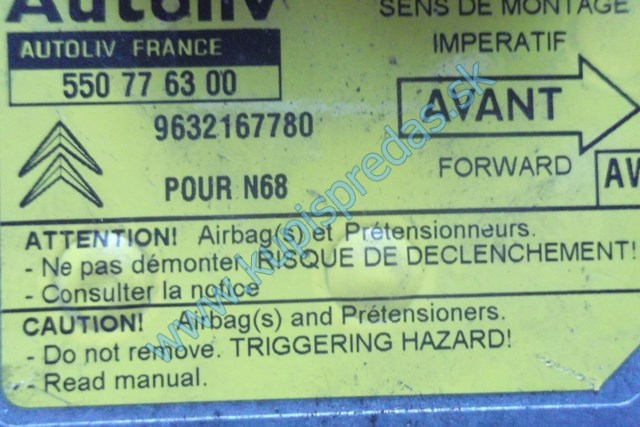 Autoliv
SENS DE MONTAGE
AUTOLIV FRANCE
IMPERATIF
550 77 63 00
AVANT
9632167780
FORWARD
POUR N68
ATTENTION! Airbag(s) et Prétensionneurs.
- Ne pas démonter RISQUE DE DECLENCHEMENT!
- Consulter la notice
CAUTION! Airbag(s) and Prétensioners.
- Do not remove. TRIGGERING HAZARD!
- Read manual.
www.kupispredas.sk